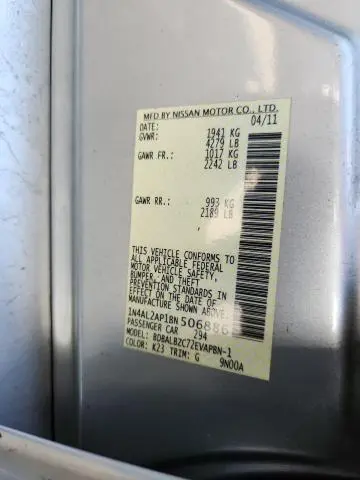 MFD BY NISSAN MOTOR CO., LTD.
DATE: 04/11
GVWR: 1941 KG
4279 LB
GAWR FR.: 1017 KG
2242 LB
GAWR RR.: 993 KG
2189 LB
THIS VEHICLE CONFORMS TO
ALL APPLICABLE FEDERAL
MOTOR VEHICLE SAFETY,
BUMPER, AND THEFT
PREVENTION STANDARDS IN
EFFECT ON THE DATE OF
MANUFACTURE SHOWN ABOVE.
1N4AL2AP1BN506886
PASSENGER CAR 294
MODEL: BDBALBZC72EVAPBN-1
COLOR: K23 TRIM: G 9N00A